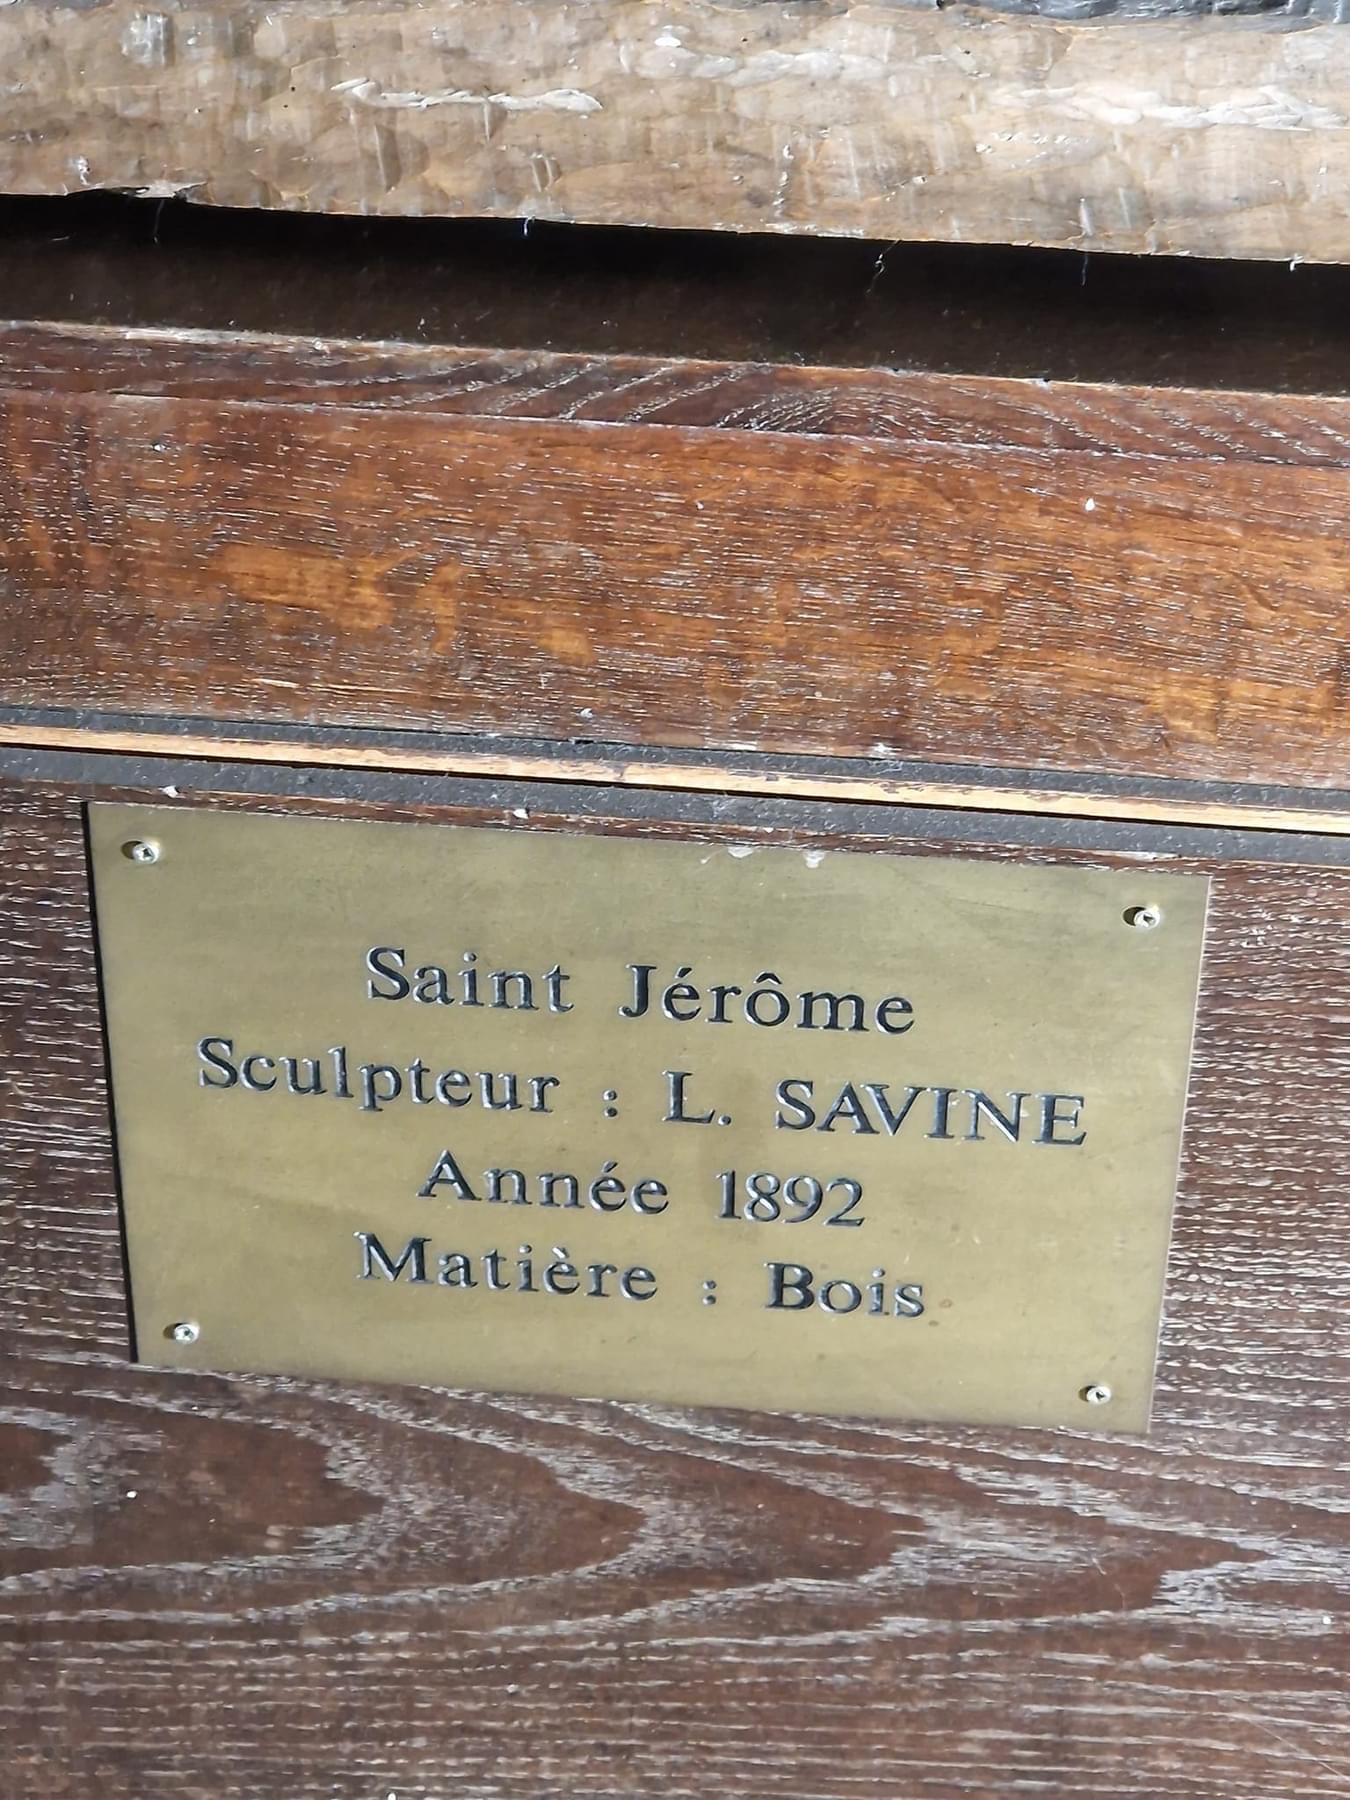 Saint Jérôme
Sculpteur : L. SAVINE
Année 1892
Matière : Bois